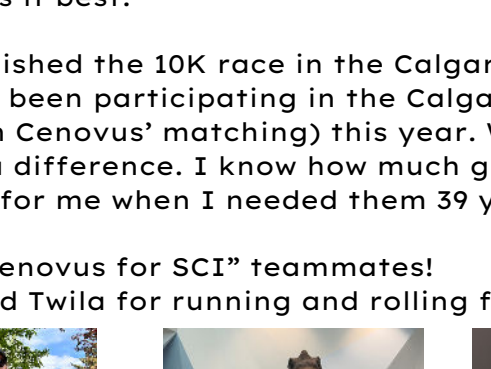 s it best!
ished the 10K race in the Calgar
been participating in the Calga
n Cenovus’ matching) this year.
difference. I know how much g
for me when I needed them 39 y
enovus for SCI” teammates!
d Twila for running and rolling f